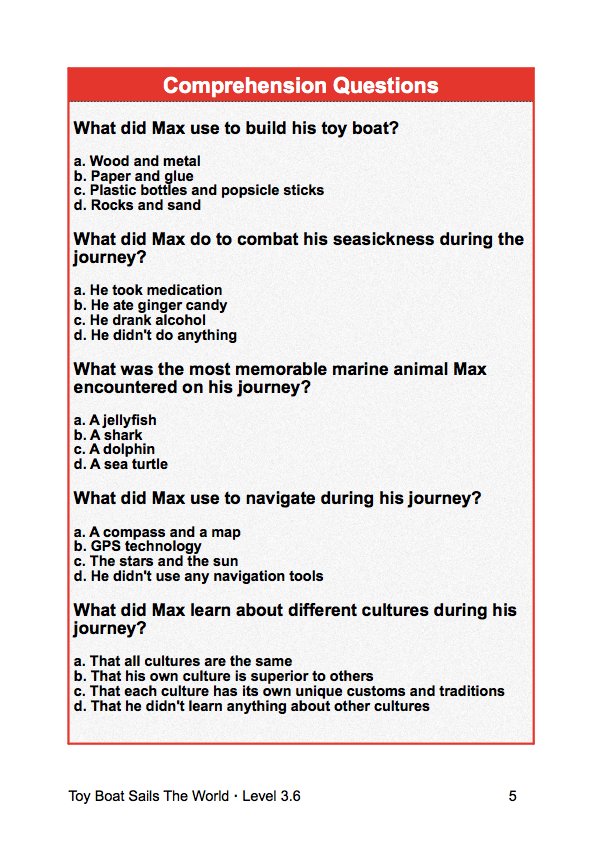 Comprehension Questions
What did Max use to build his toy boat?
a. Wood and metal
b. Paper and glue
c. Plastic bottles and popsicle sticks
d. Rocks and sand
What did Max do to combat his seasickness during the
journey?
a. He took medication
b. He ate ginger candy
c. He drank alcohol
d. He didn't do anything
What was the most memorable marine animal Max
encountered on his journey?
a. A jellyfish
b. A shark
c. A dolphin
d. A sea turtle
What did Max use to navigate during his journey?
a. A compass and a map
b. GPS technology
c. The stars and the sun
d. He didn't use any navigation tools
What did Max learn about different cultures during his
journey?
a. That all cultures are the same
b. That his own culture is superior to others
c. That each culture has its own unique customs and traditions
d. That he didn't learn anything about other cultures
Toy Boat Sails The World · Level 3.6 5